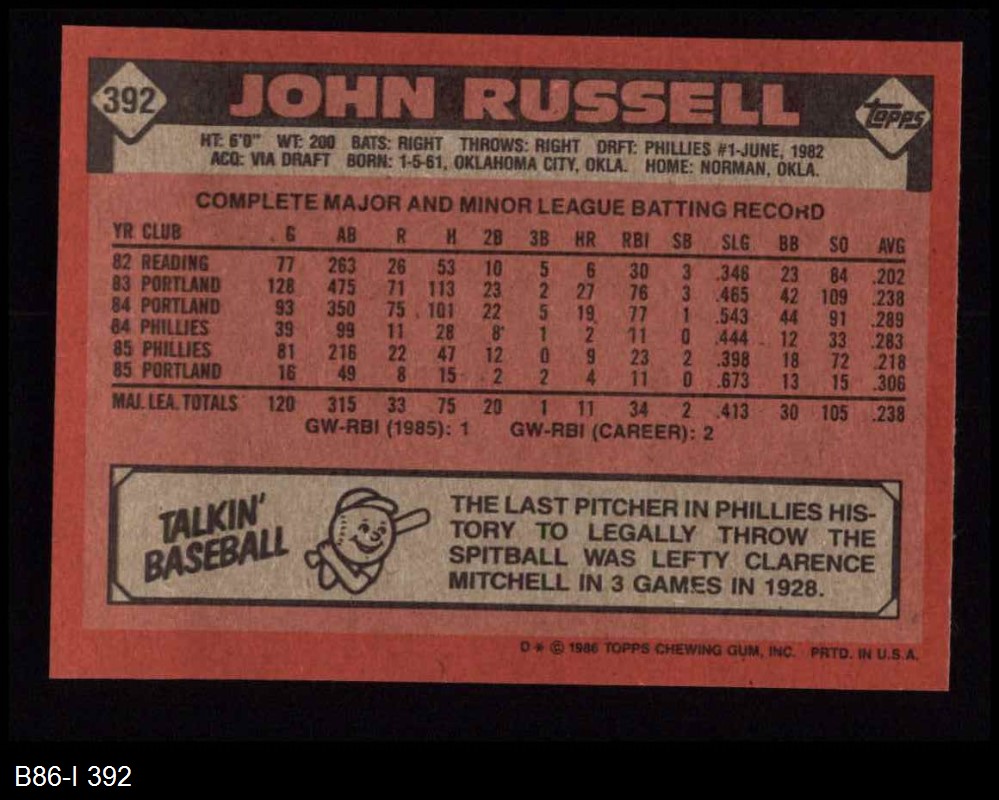 392
JOHN RUSSELL
Topps
HT: 6'0" WT: 200 BATS: RIGHT THROWS: RIGHT DRFT: PHILLIES #1-JUNE, 1982
ACQ: VIA DRAFT BORN: 1-5-61, OKLAHOMA CITY, OKLA. HOME: NORMAN, OKLA.
COMPLETE MAJOR AND MINOR LEAGUE BATTING RECORD
YR CLUB G AB R H 2B 3B HR RBI SB SLG BB SO AVG
82 READING 77 263 26 53 10 5 6 30 3 .346 23 84 .202
83 PORTLAND 128 475 71 113 23 2 27 76 3 .465 42 109 .238
84 PORTLAND 93 350 75 101 22 5 19 77 1 .543 44 91 .289
84 PHILLIES 39 99 11 28 8 1 2 11 0 .444 12 33 .283
85 PHILLIES 81 216 22 47 12 0 9 23 2 .398 18 72 .218
85 PORTLAND 16 49 8 15 2 2 4 11 0 .673 13 15 .306
MAJ. LEA. TOTALS 120 315 33 75 20 1 11 34 2 .413 30 105 .238
GW-RBI (1985): 1 GW-RBI (CAREER): 2
TALKIN'
BASEBALL
THE LAST PITCHER IN PHILLIES HIS-
TORY TO LEGALLY THROW THE
SPITBALL WAS LEFTY CLARENCE
MITCHELL IN 3 GAMES IN 1928.
D * © 1986 TOPPS CHEWING GUM, INC. PRTD. IN U.S.A.
B86-I 392